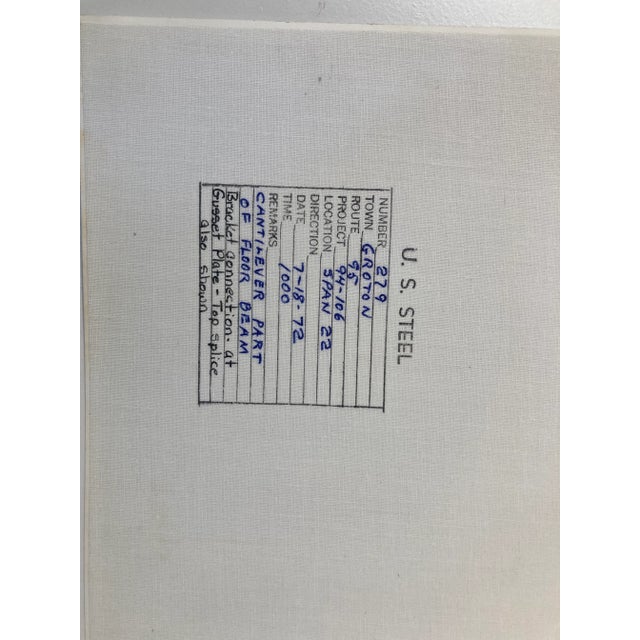 U. S. STEEL
NUMBER 279
TOWN GROTON
ROUTE 95
PROJECT 94-106
LOCATION SPAN 22
DIRECTION
DATE 7-18-72
TIME 1000
REMARKS
CANTILEVER PART
OF FLOOR BEAM
Bracket connection at
Gusset Plate - Top splice
also shown